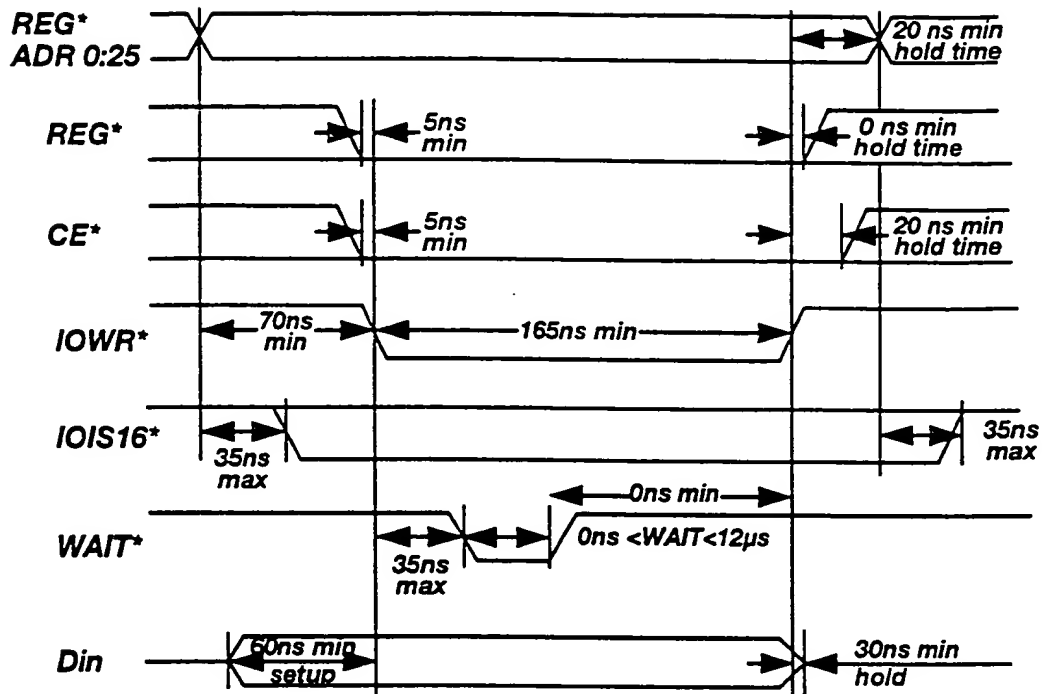 REG*
ADR 0:25
20 ns min
hold time
REG*
5ns
min
0 ns min
hold time
CE*
5ns
min
20 ns min
hold time
IOWR*
70ns
min
165ns min
IOIS16*
35ns
max
35ns
max
WAIT*
35ns
max
0ns min
0ns <WAIT<12µs
Din
60ns min
setup
30ns min
hold